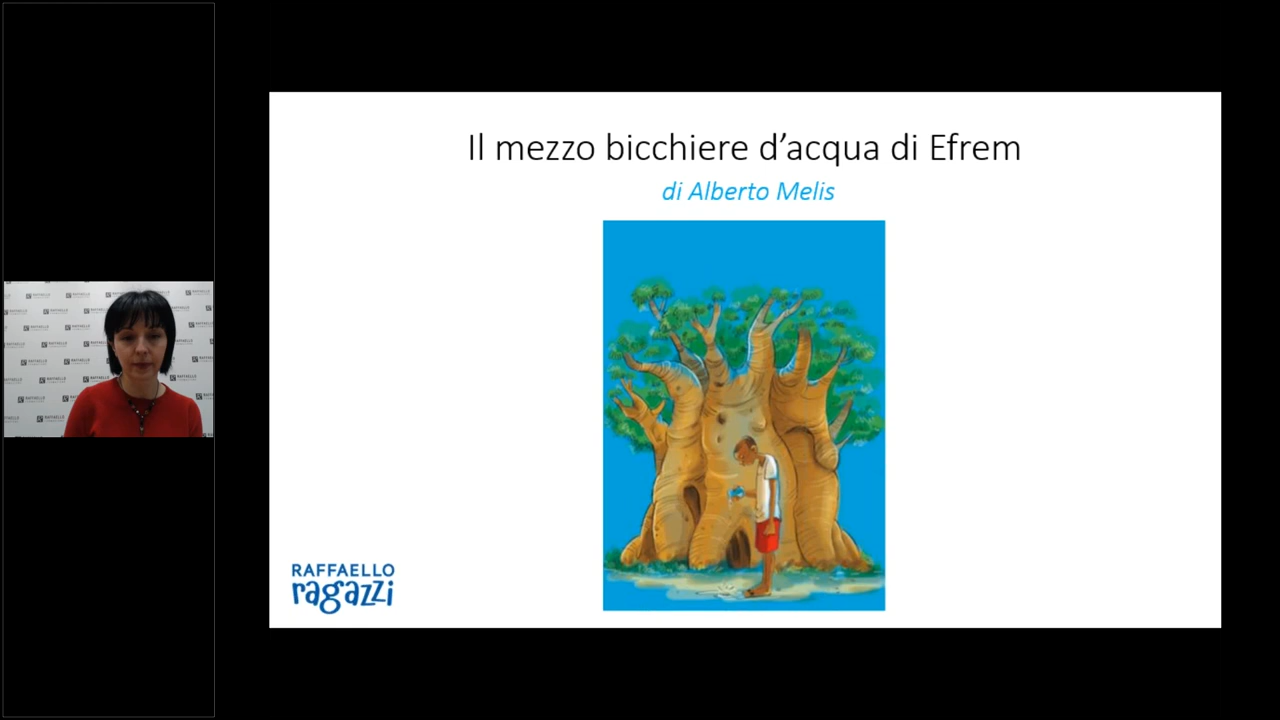 Il mezzo bicchiere d’acqua di Efrem
di Alberto Melis
RAFFAELLO
ragazzi